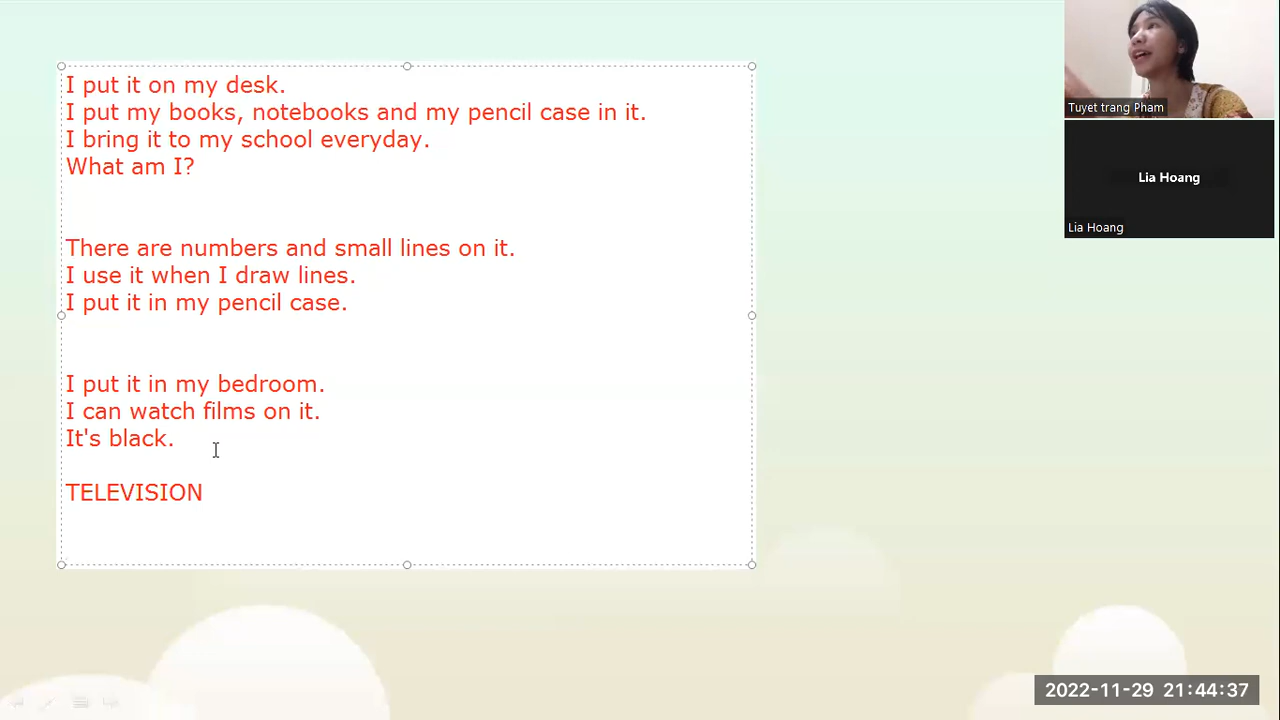 I put it on my desk.
I put my books, notebooks and my pencil case in it.
I bring it to my school everyday.
What am I?
There are numbers and small lines on it.
I use it when I draw lines.
I put it in my pencil case.
I put it in my bedroom.
I can watch films on it.
It's black.
TELEVISION
Tuyet trang Pham
Lia Hoang
Lia Hoang
2022-11-29 21:44:37